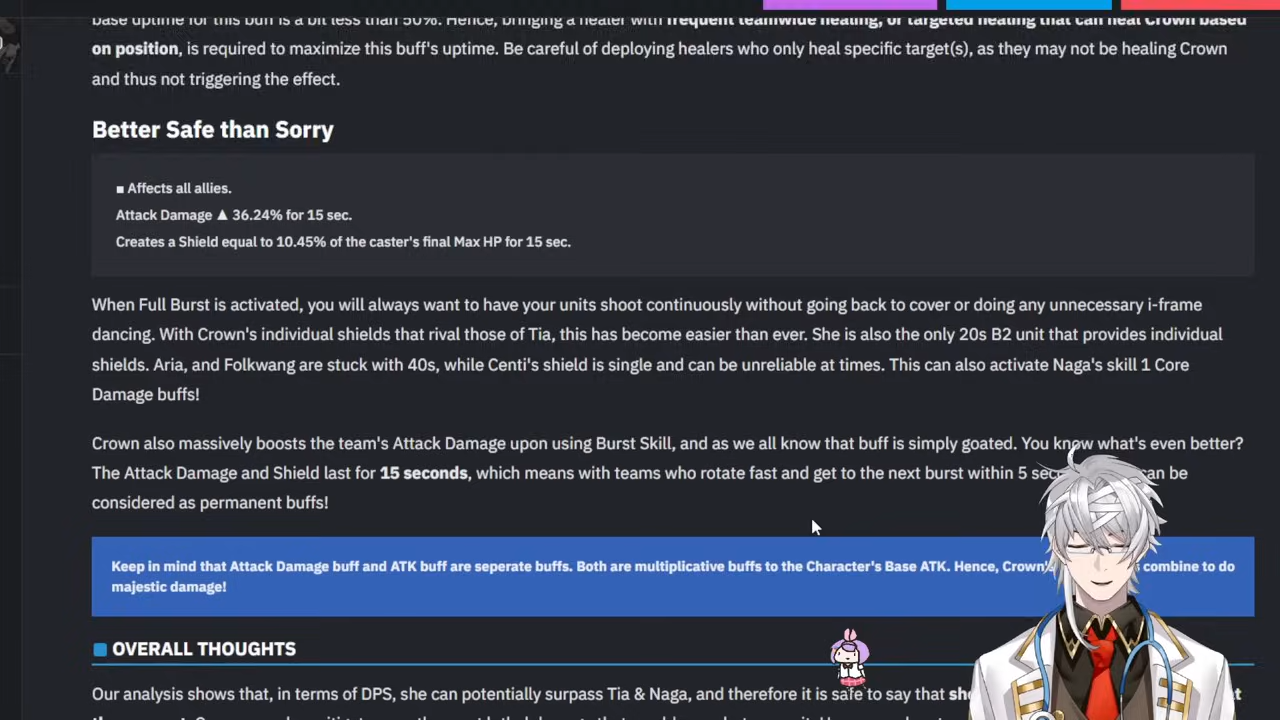 base uptime for this buff is a bit less than 50%. Hence, bringing a healer with frequent teamwide healing, or targeted healing that can heal Crown based
on position, is required to maximize this buff's uptime. Be careful of deploying healers who only heal specific target(s), as they may not be healing Crown
and thus not triggering the effect.
Better Safe than Sorry
■ Affects all allies.
Attack Damage ▲ 36.24% for 15 sec.
Creates a Shield equal to 10.45% of the caster's final Max HP for 15 sec.
When Full Burst is activated, you will always want to have your units shoot continuously without going back to cover or doing any unnecessary i-frame
dancing. With Crown's individual shields that rival those of Tia, this has become easier than ever. She is also the only 20s B2 unit that provides individual
shields. Aria, and Folkwang are stuck with 40s, while Centi's shield is single and can be unreliable at times. This can also activate Naga's skill 1 Core
Damage buffs!
Crown also massively boosts the team's Attack Damage upon using Burst Skill, and as we all know that buff is simply goated. You know what's even better?
The Attack Damage and Shield last for 15 seconds, which means with teams who rotate fast and get to the next burst within 5 can be
considered as permanent buffs!
Keep in mind that Attack Damage buff and ATK buff are seperate buffs. Both are multiplicative buffs to the Character's Base ATK. Hence, combine to do
majestic damage!
OVERALL THOUGHTS
Our analysis shows that, in terms of DPS, she can potentially surpass Tia & Naga, and therefore it is safe to say that